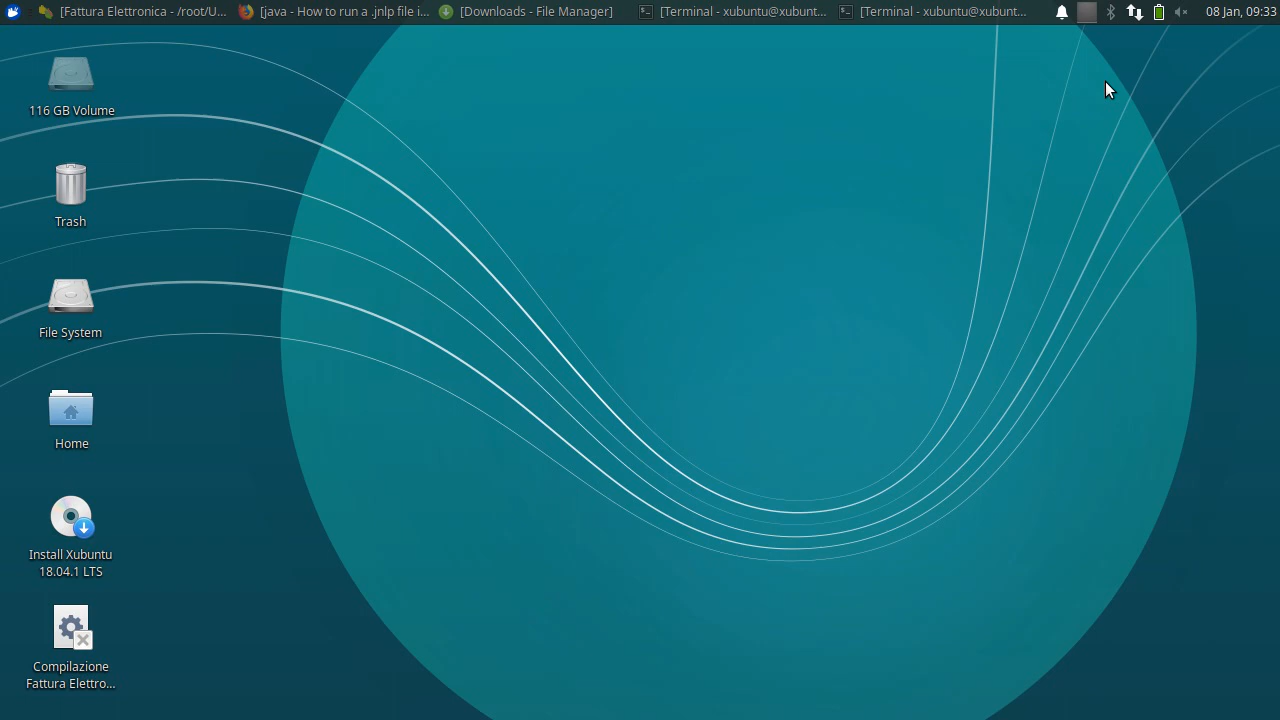 [Fattura Elettronica - /root/U...
[java - How to run a .jnlp file i...
[Downloads - File Manager]
[Terminal - xubuntu@xubunt...
[Terminal - xubuntu@xubunt...
08 Jan, 09:33
116 GB Volume
Trash
File System
Home
Install Xubuntu
18.04.1 LTS
Compilazione
Fattura Elettro...